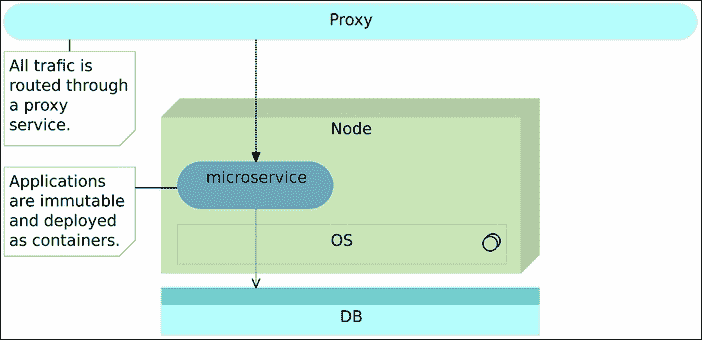 Proxy
All trafic is
routed through
a proxy
service.
Node
microservice
Applications
are immutable
and deployed
as containers.
OS
DB